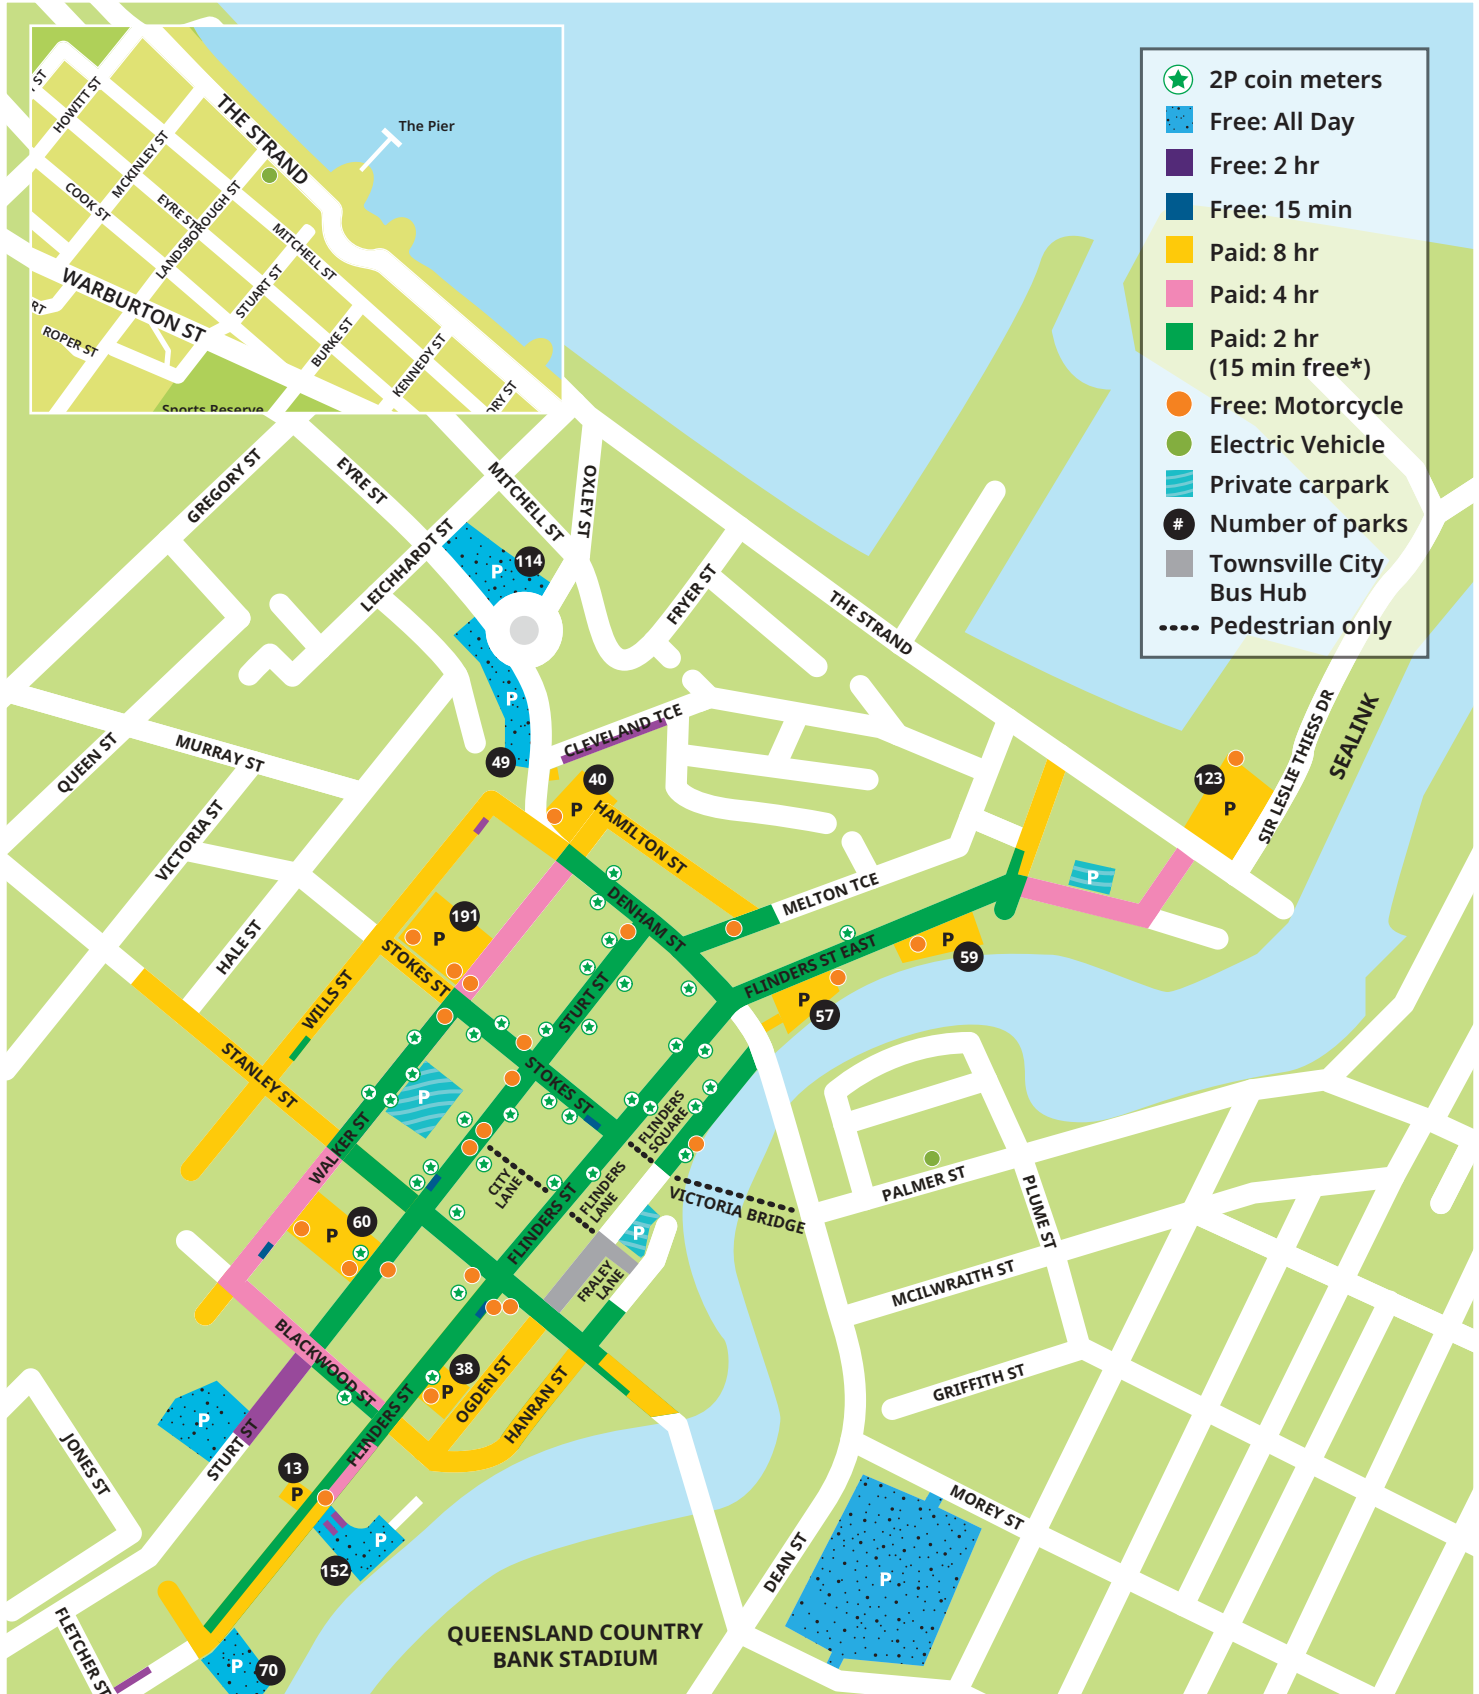 ST
HOWITT ST
MCKINLEY ST
COOK ST
EYRE ST
LANDSBOROUGH ST
THE STRAND
The Pier
MITCHELL ST
STUART ST
WARBURTON ST
RT
ROPER ST
BURKE ST
KENNEDY ST
ORY ST
Sports Reserve
2P coin meters
Free: All Day
Free: 2 hr
Free: 15 min
Paid: 8 hr
Paid: 4 hr
Paid: 2 hr
(15 min free*)
Free: Motorcycle
Electric Vehicle
Private carpark
# Number of parks
Townsville City
Bus Hub
Pedestrian only
GREGORY ST
EYRE ST
MITCHELL ST
OXLEY ST
LEICHHARDT ST
P
114
FRYER ST
THE STRAND
P
49
CLEVELAND TCE
SIR LESLIE THIESS DR
SEALINK
QUEEN ST
MURRAY ST
VICTORIA ST
HALE ST
40
P
HAMILTON ST
123
P
MELTON TCE
P
DENHAM ST
191
P
STOKES ST
WILLS ST
STURT ST
FLINDERS ST EAST
P
59
P
57
STANLEY ST
STOKES ST
P
WALKER ST
FLINDERS
SQUARE
CITY
LANE
FLINDERS
LANE
FLINDERS ST
VICTORIA BRIDGE
P
FRALEY
LANE
PALMER ST
PLUME ST
MCILWRAITH ST
GRIFFITH ST
60
P
BLACKWOOD ST
38
P
OGDEN ST
HANRAN ST
FLINDERS ST
P
STURT ST
JONES ST
13
P
P
152
MOREY ST
DEAN ST
P
FLETCHER ST
P
70
QUEENSLAND COUNTRY
BANK STADIUM